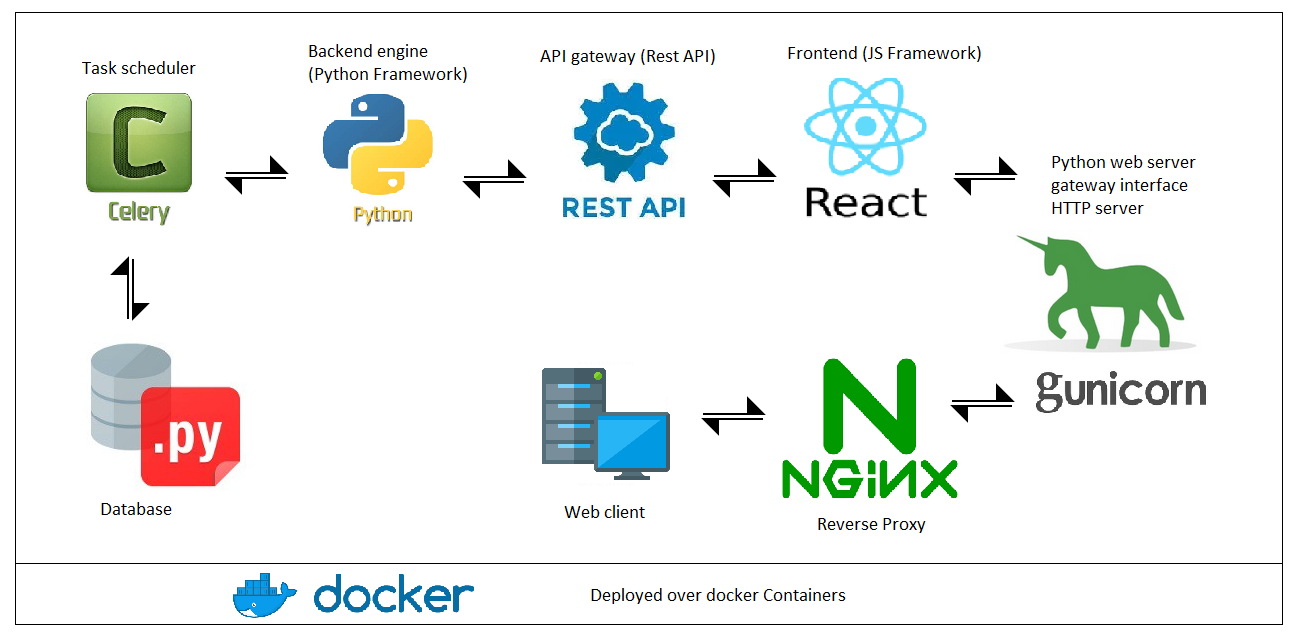 Task scheduler
Backend engine
(Python Framework)
API gateway (Rest API)
Frontend (JS Framework)
C
Celery
Python
REST API
React
Python web server
gateway interface
HTTP server
gunicorn
.py
Database
Web client
N
NGiNX
Reverse Proxy
docker
Deployed over docker Containers